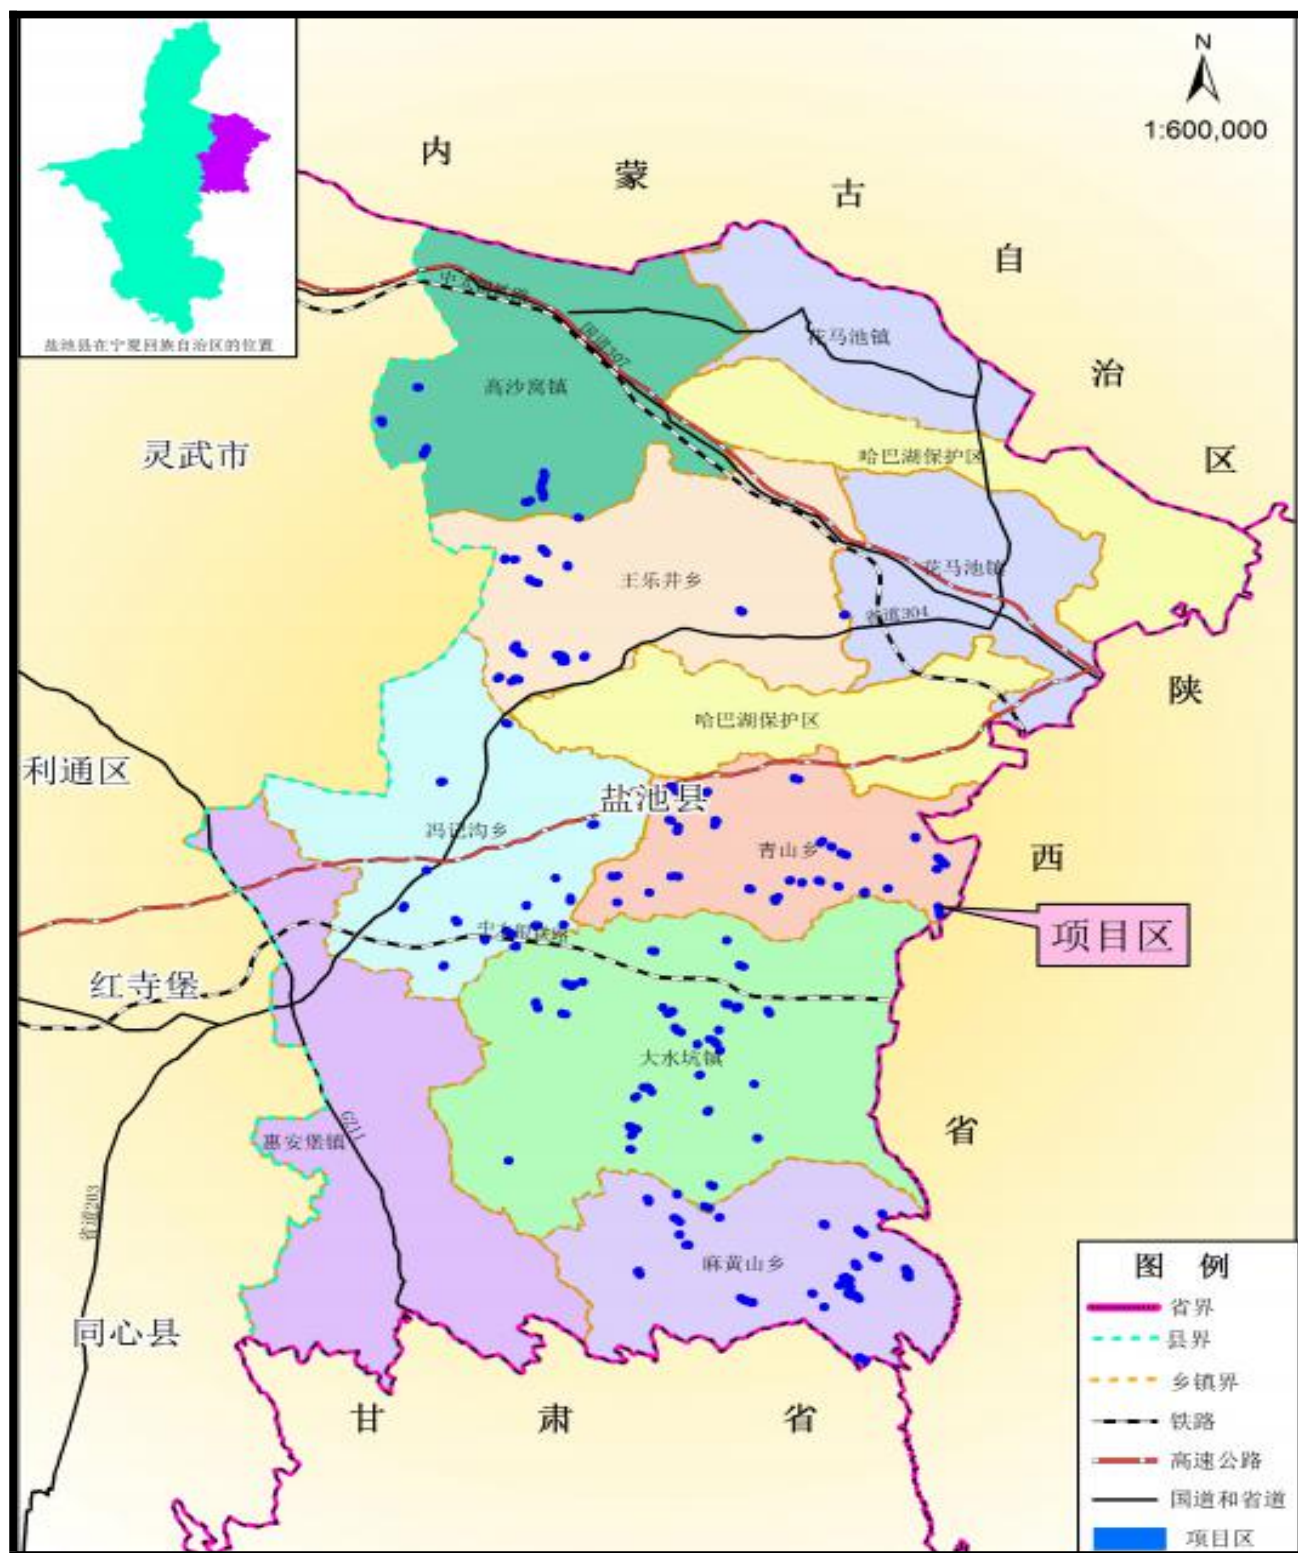 N
1:600,000
内蒙古自治区
盐池县在宁夏回族自治区的位置
国道307
花马池镇
高沙窝镇
灵武市
哈巴湖保护区
花马池镇
王乐井乡
省道304
陕西省
哈巴湖保护区
利通区
盐池县
冯记沟乡
青山乡
项目区
红寺堡
大水坑镇
G211
惠安堡镇
省道203
麻黄山乡
同心县
甘肃省
图例
省界
县界
乡镇界
铁路
高速公路
国道和省道
项目区